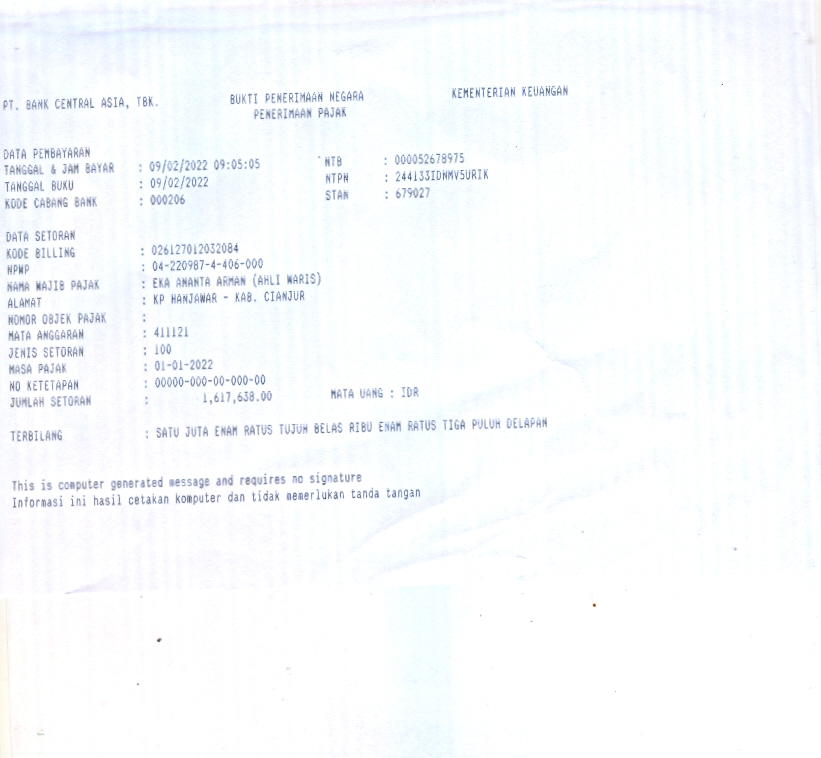 PT. BANK CENTRAL ASIA, TBK. BUKTI PENERIMAAN NEGARA KEMENTERIAN KEUANGAN
PENERIMAAN PAJAK
DATA PEMBAYARAN
TANGGAL & JAM BAYAR : 09/02/2022 09:05:05 NTB : 000052678975
TANGGAL BUKU : 09/02/2022 NTPN : 244133IDNMV5URIK
KODE CABANG BANK : 000206 STAN : 679027
DATA SETORAN
KODE BILLING : 026127012032084
NPWP : 04-220987-4-406-000
NAMA WAJIB PAJAK : EKA ANANTA ARMAN (AHLI WARIS)
ALAMAT : KP HANJAWAR - KAB. CIANJUR
NOMOR OBJEK PAJAK :
MATA ANGGARAN : 411121
JENIS SETORAN : 100
MASA PAJAK : 01-01-2022
NO KETETAPAN : 00000-000-00-000-00
JUMLAH SETORAN : 1,617,638.00 MATA UANG : IDR
TERBILANG : SATU JUTA ENAM RATUS TUJUH BELAS RIBU ENAM RATUS TIGA PULUH DELAPAN
This is computer generated message and requires no signature
Informasi ini hasil cetakan komputer dan tidak memerlukan tanda tangan